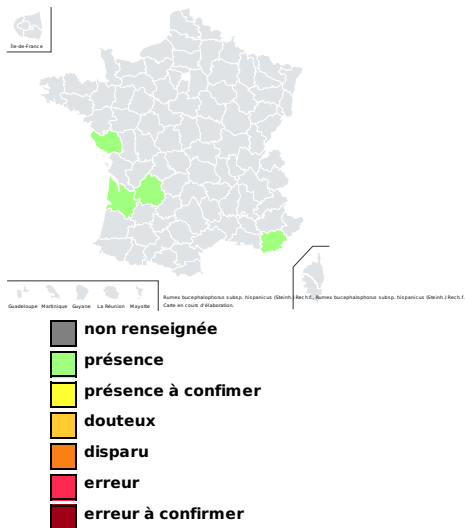 Île-de-France
Guadeloupe Martinique Guyane La Réunion Mayotte
Rumex bucephalophorus subsp. hispanicus (Steinh.) Rech.f., Rumex bucephalophorus subsp. hispanicus (Steinh.) Rech.f.
Carte en cours d'élaboration.
non renseignée
présence
présence à confimer
douteux
disparu
erreur
erreur à confirmer